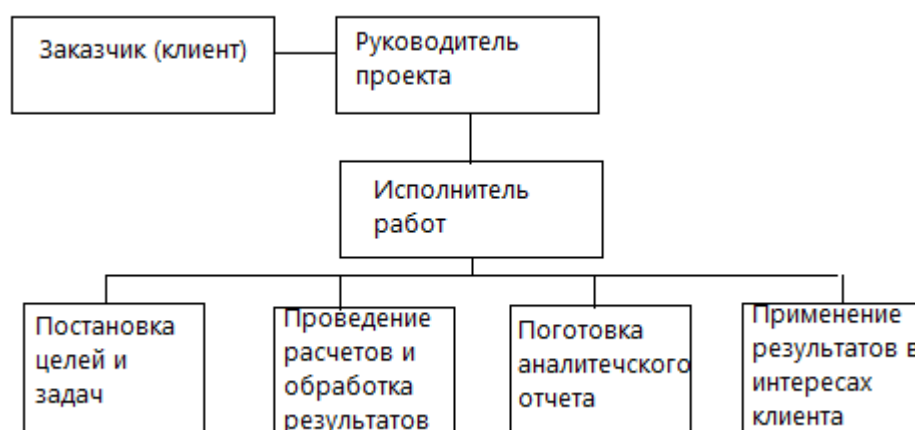 Заказчик (клиент)
Руководитель
проекта
Исполнитель
работ
Постановка
целей и
задач
Проведение
расчетов и
обработка
результатов
Поготовка
аналитечского
отчета
Применение
результатов в
интересах
клиента